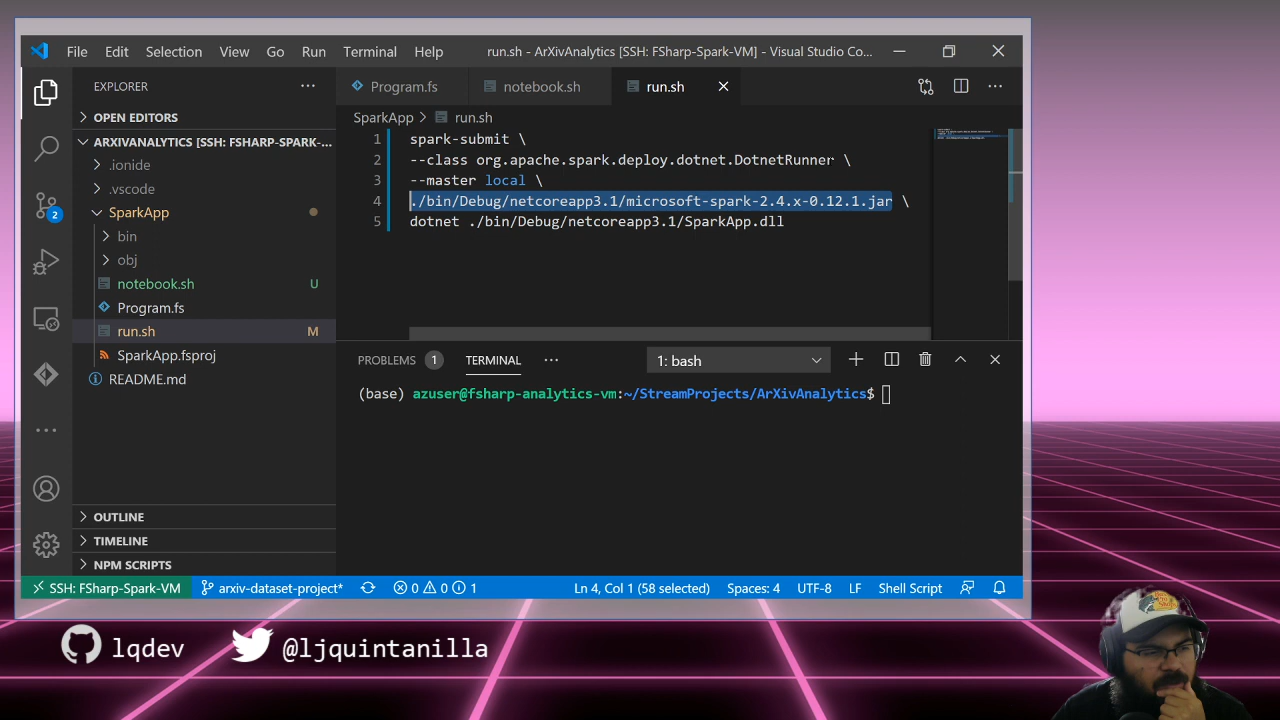 File Edit Selection View Go Run Terminal Help run.sh - ArXivAnalytics [SSH: FSharp-Spark-VM] - Visual Studio Co...
EXPLORER
OPEN EDITORS
ARXIVANALYTICS [SSH: FSHARP-SPARK-...
.ionide
.vscode
SparkApp
bin
obj
notebook.sh U
Program.fs
run.sh M
SparkApp.fsproj
README.md
OUTLINE
TIMELINE
NPM SCRIPTS
2
Program.fs notebook.sh run.sh
SparkApp > run.sh
1 spark-submit \
2 --class org.apache.spark.deploy.dotnet.DotnetRunner \
3 --master local \
4 ./bin/Debug/netcoreapp3.1/microsoft-spark-2.4.x-0.12.1.jar \
5 dotnet ./bin/Debug/netcoreapp3.1/SparkApp.dll
PROBLEMS 1 TERMINAL ... 1: bash
(base) azuser@fsharp-analytics-vm:~/StreamProjects/ArXivAnalytics$
SSH: FSharp-Spark-VM arxiv-dataset-project* 0 0 1 Ln 4, Col 1 (58 selected) Spaces: 4 UTF-8 LF Shell Script
lqdev @ljquintanilla